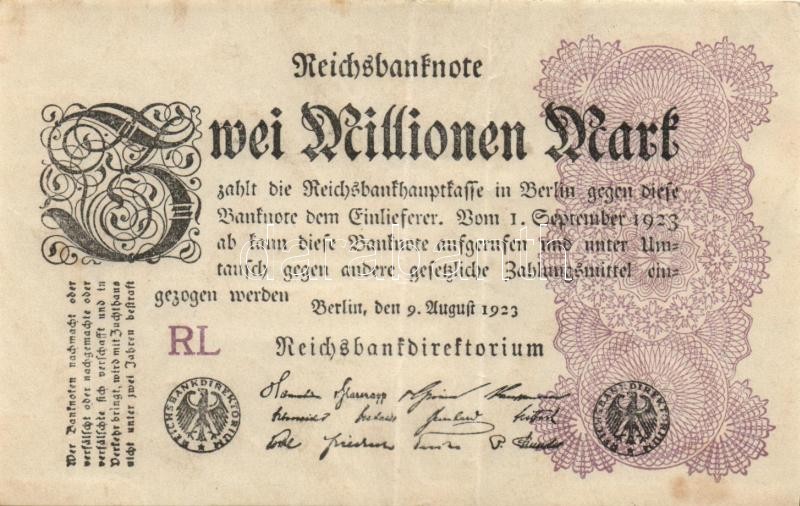 Reichsbanknote
Zwei Millionen Mark
zahlt die Reichsbankhauptkasse in Berlin gegen diese
Banknote dem Einlieferer. Vom 1. September 1923
ab kann diese Banknote aufgerufen und unter Um-
tausch gegen andere gesetzliche Zahlungsmittel ein-
gezogen werden
Berlin, den 9. August 1923
RL
Reichsbankdirektorium
Wer Banknoten nachmacht oder
verfälscht oder nachgemachte oder
verfälschte sich verschafft und in
Verkehr bringt, wird mit Zuchthaus
nicht unter zwei Jahren bestraft
REICHSBANKDIREKTORIUM
REICHSBANKDIREKTORIUM
darabanth